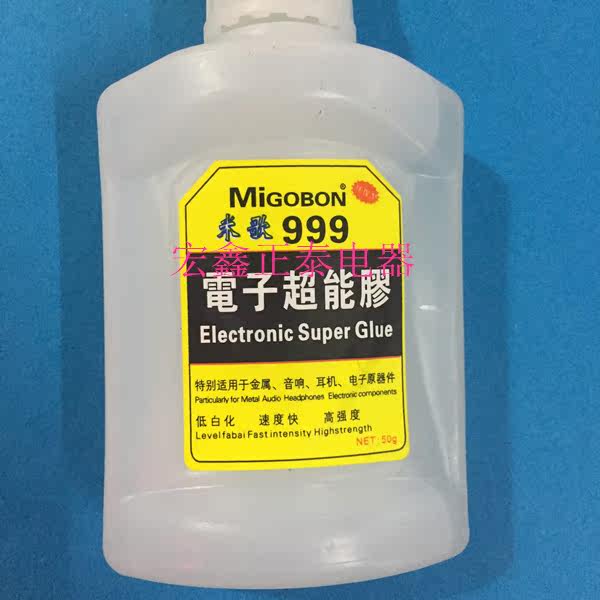 MiGOBON®
米歌 999
宏鑫正泰电器
電子超能膠
Electronic Super Glue
特别适用于金属、音响、耳机、电子原器件
Particularly for Metal Audio Headphones Electronic components
低白化 速度快 高强度
Levelfabai Fast intensity Highstrength
NET:50g